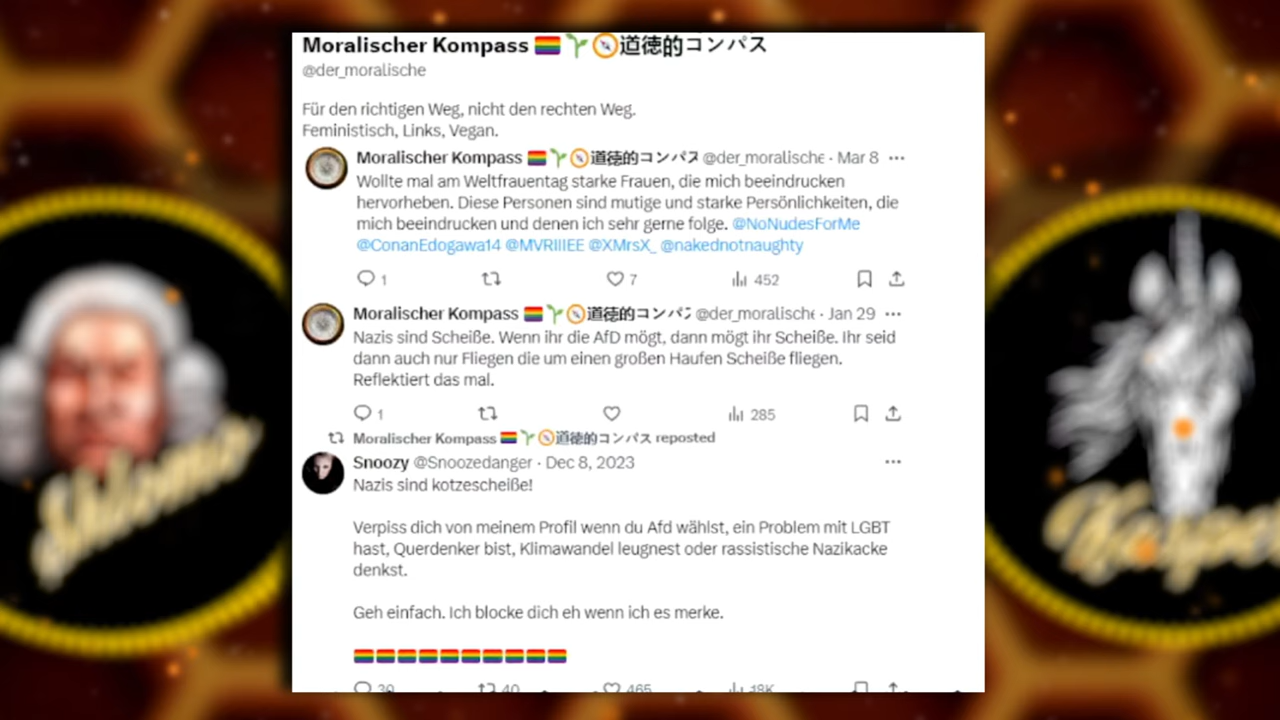 Moralischer Kompass 🏳️‍🌈🌱🧭道徳的コンパス
@der_moralische
Für den richtigen Weg, nicht den rechten Weg.
Feministisch, Links, Vegan.
Moralischer Kompass 🏳️‍🌈🌱🧭道徳的コンパス @der_moralische · Mar 8 ···
Wollte mal am Weltfrauentag starke Frauen, die mich beeindrucken
hervorheben. Diese Personen sind mutige und starke Persönlichkeiten, die
mich beeindrucken und denen ich sehr gerne folge. @NoNudesForMe
@ConanEdogawa14 @MVRIIIEE @XMrsX_ @nakednotnaughty
1 7 452
Moralischer Kompass 🏳️‍🌈🌱🧭道徳的コンパス @der_moralische · Jan 29 ···
Nazis sind Scheiße. Wenn ihr die AfD mögt, dann mögt ihr Scheiße. Ihr seid
dann auch nur Fliegen die um einen großen Haufen Scheiße fliegen.
Reflektiert das mal.
1 285
Moralischer Kompass 🏳️‍🌈🌱🧭道徳的コンパス reposted
Snoozy @Snoozedanger · Dec 8, 2023 ···
Nazis sind kotzescheiße!
Verpiss dich von meinem Profil wenn du Afd wählst, ein Problem mit LGBT
hast, Querdenker bist, Klimawandel leugnest oder rassistische Nazikacke
denkst.
Geh einfach. Ich blocke dich eh wenn ich es merke.
🏳️‍🌈🏳️‍🌈🏳️‍🌈🏳️‍🌈🏳️‍🌈🏳️‍🌈🏳️‍🌈🏳️‍🌈🏳️‍🌈🏳️‍🌈
30 40 465 18K
Shlomo